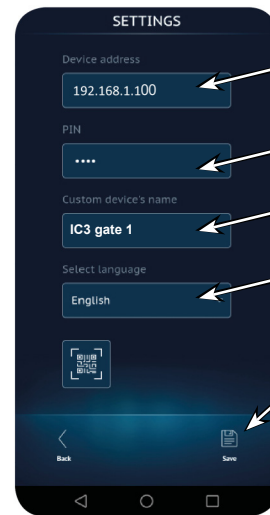 SETTINGS
Device address
192.168.1.100
PIN
••••
Custom device's name
IC3 gate 1
Select language
English
Back Save